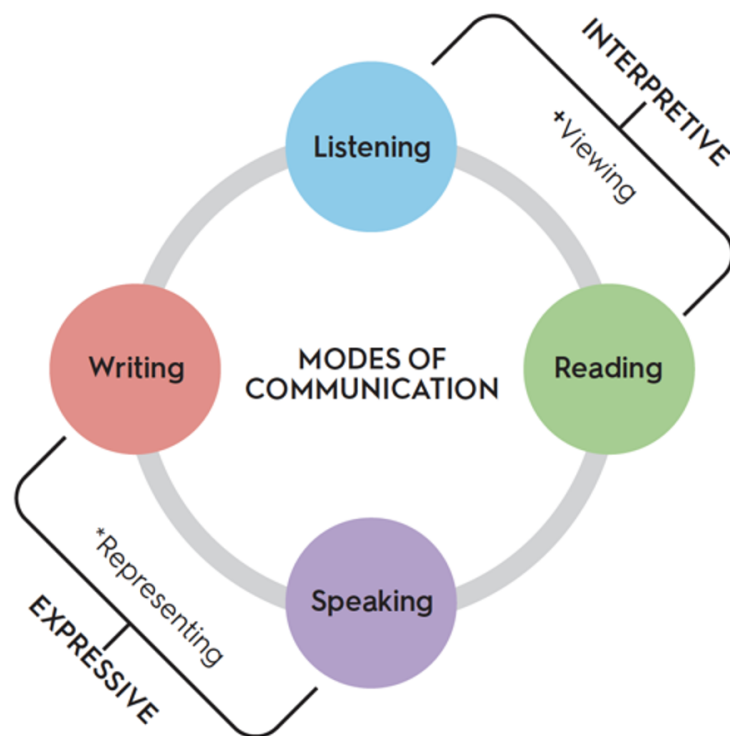 INTERPRETIVE
+Viewing
Listening
Writing
MODES OF
COMMUNICATION
Reading
*Representing
EXPRESSIVE
Speaking